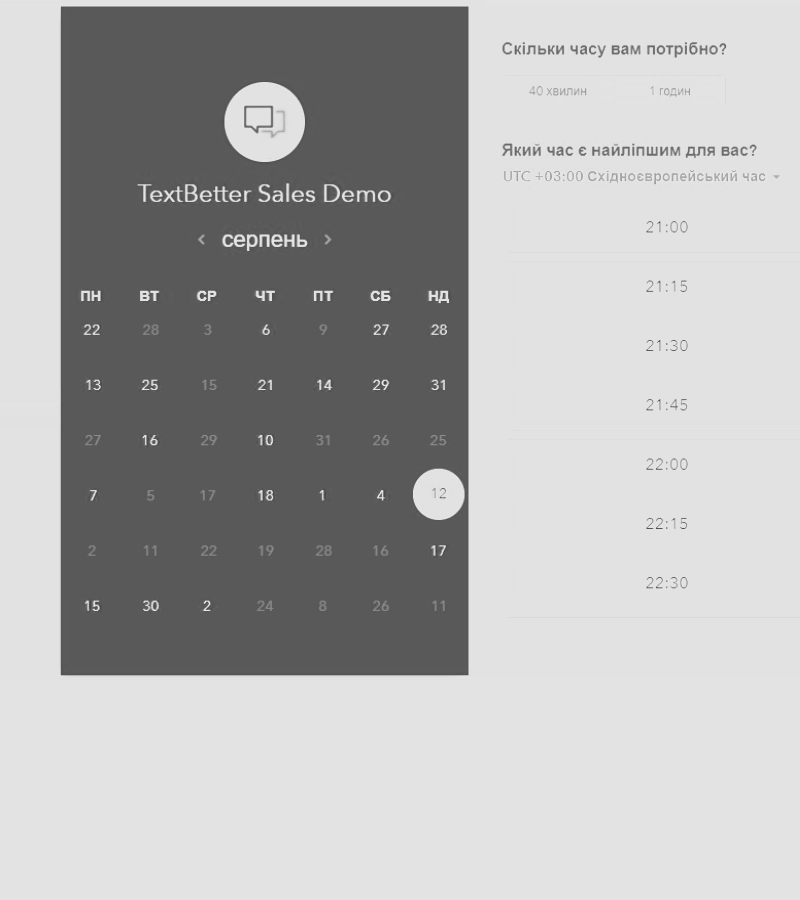 TextBetter Sales Demo
‹ серпень ›
ПН ВТ СР ЧТ ПТ СБ НД
22 28 3 6 9 27 28
13 25 15 21 14 29 31
27 16 29 10 31 26 25
7 5 17 18 1 4 12
2 11 22 19 28 16 17
15 30 2 24 8 26 11
Скільки часу вам потрібно?
40 хвилин 1 годин
Який час є найліпшим для вас?
UTC +03:00 Східноєвропейський час
21:00
21:15
21:30
21:45
22:00
22:15
22:30